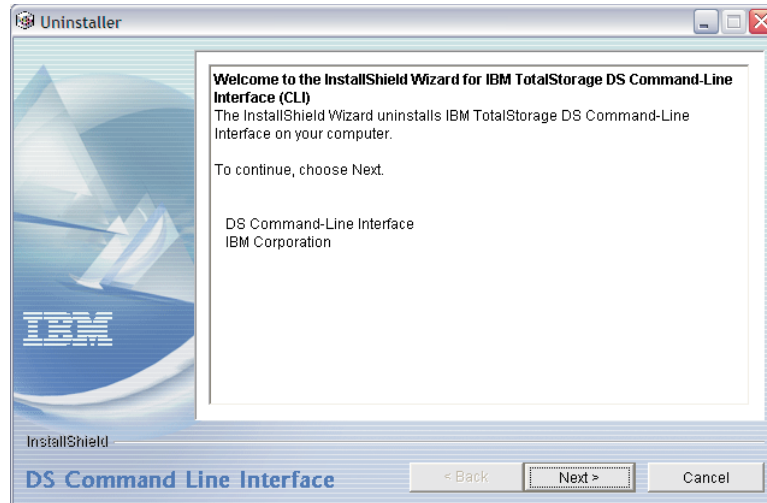 Uninstaller
Welcome to the InstallShield Wizard for IBM TotalStorage DS Command-Line
Interface (CLI)
The InstallShield Wizard uninstalls IBM TotalStorage DS Command-Line
Interface on your computer.
To continue, choose Next.
DS Command-Line Interface
IBM Corporation
IBM
InstallShield
DS Command Line Interface
< Back
Next >
Cancel